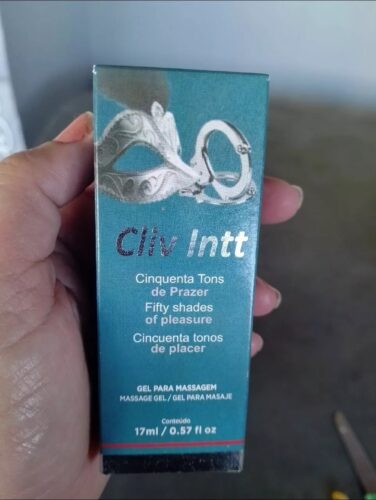 Cliv Intt
Cinquenta Tons
de Prazer
Fifty shades
of pleasure
Cincuenta tonos
de placer
GEL PARA MASSAGEM
MASSAGE GEL / GEL PARA MASAJE
Conteúdo
17ml / 0.57 fl oz